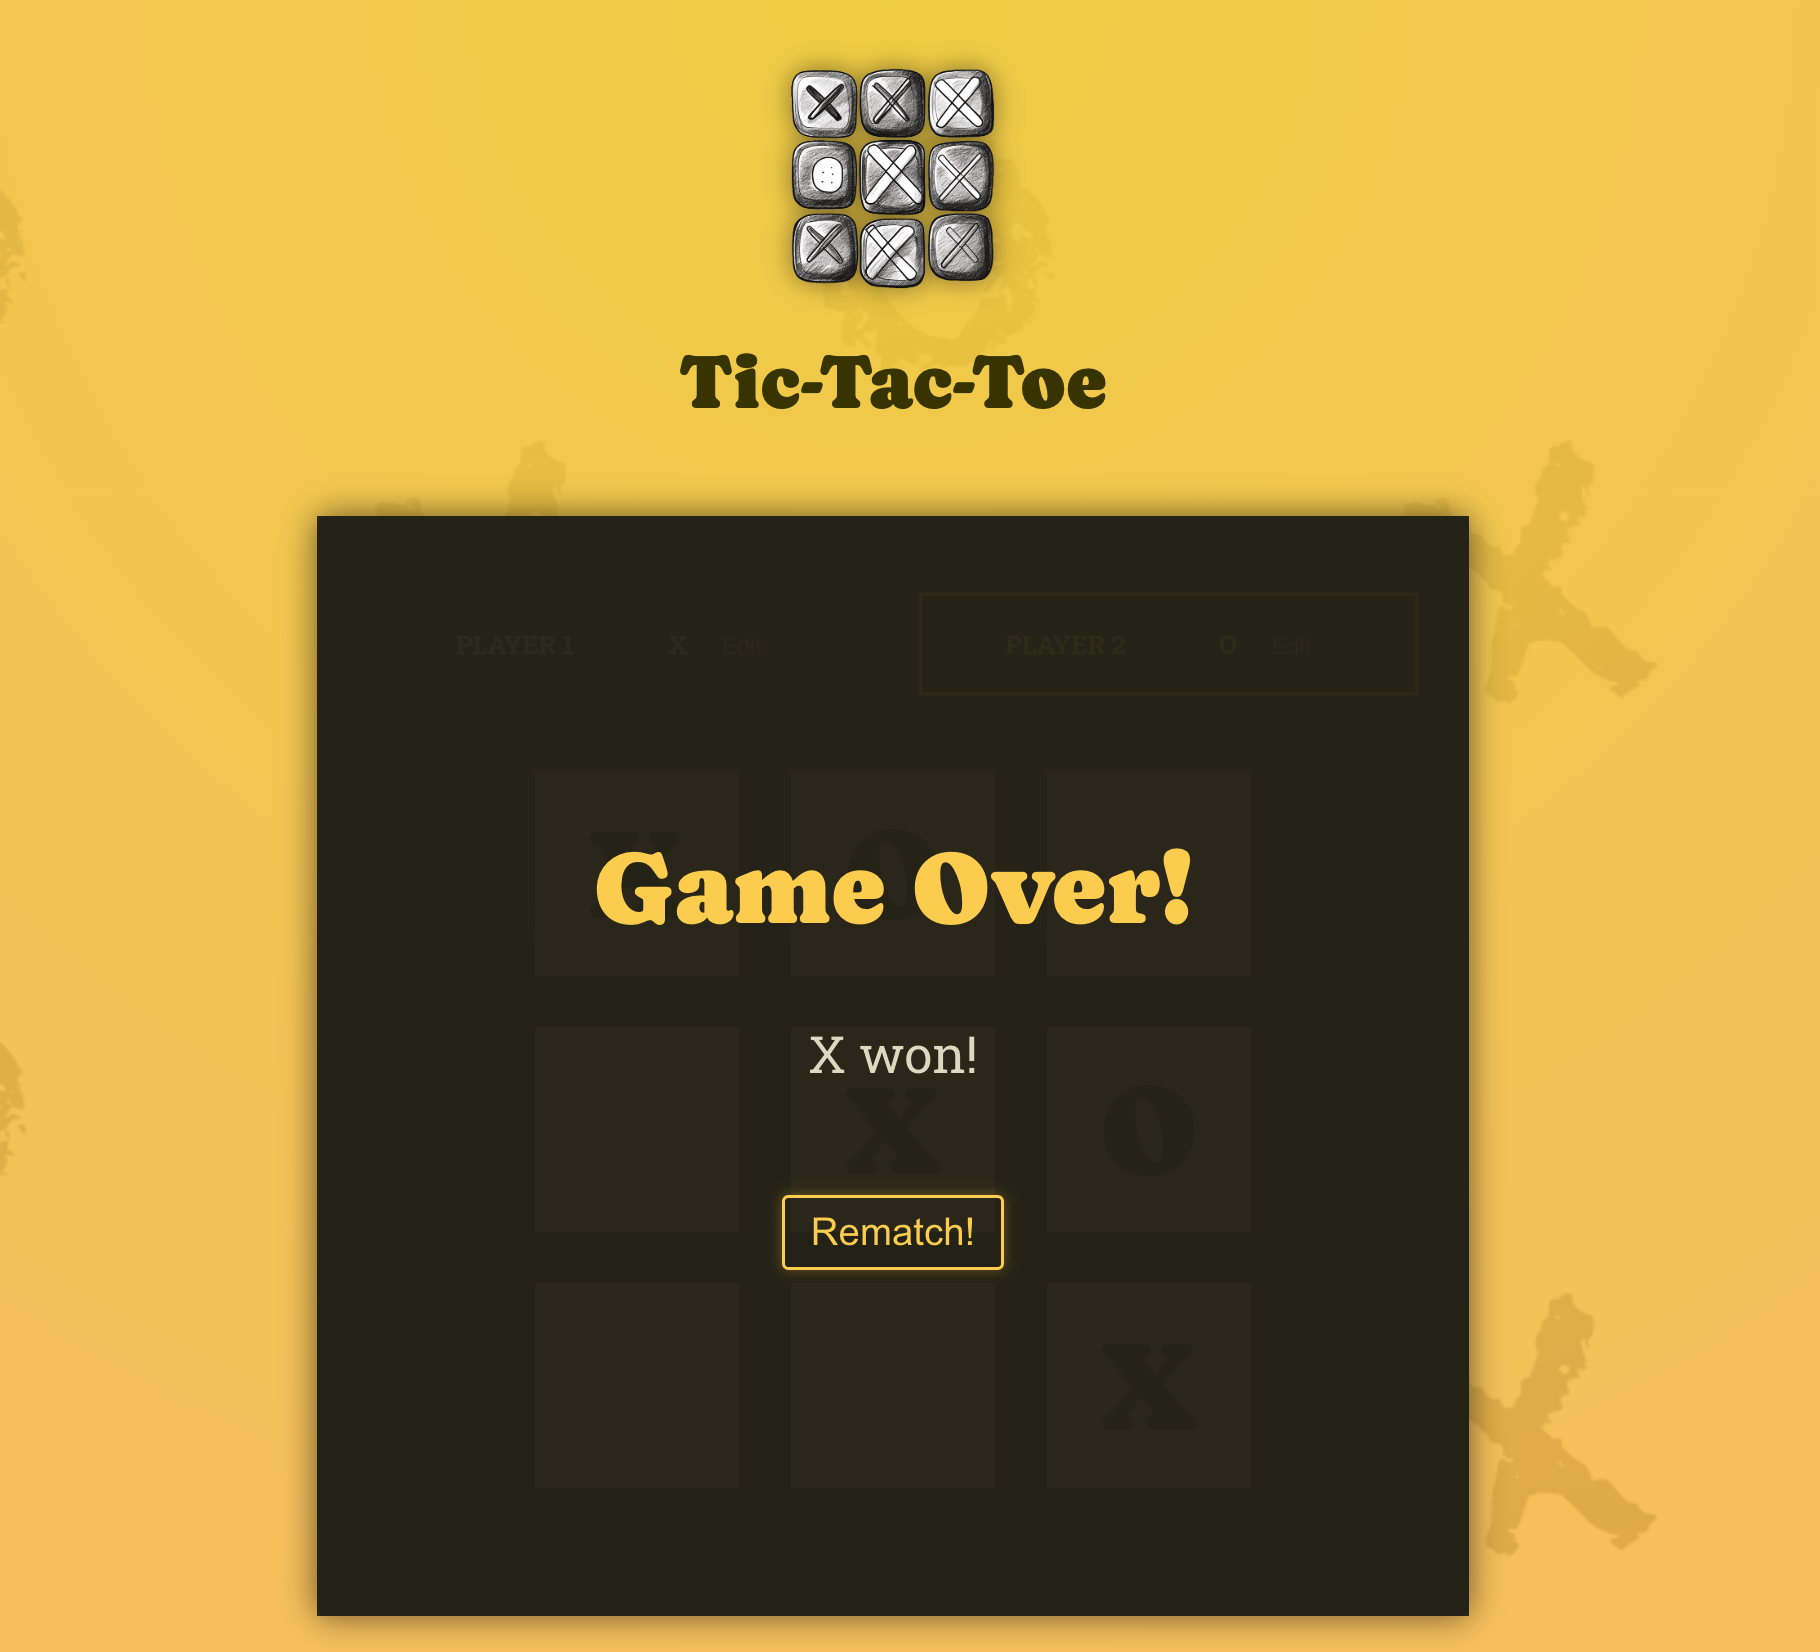 Tic-Tac-Toe
PLAYER 1 X Edit PLAYER 2 O Edit
X O
Game Over!
X won!
X O
Rematch!
X